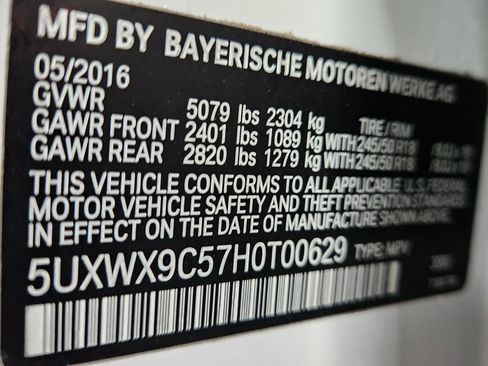 MFD BY BAYERISCHE MOTOREN WERKE AG
05/2016
GVWR 5079 lbs 2304 kg TIRE / RIM
GAWR FRONT 2401 lbs 1089 kg WITH 245/50 R18
GAWR REAR 2820 lbs 1279 kg WITH 245/50 R18
THIS VEHICLE CONFORMS TO ALL APPLICABLE U.S. FEDERAL
MOTOR VEHICLE SAFETY AND THEFT PREVENTION STANDARDS
IN EFFECT ON THE DATE OF MANUFACTURE SHOWN ABOVE.
5UXWX9C57H0T00629 TYPE: MPV